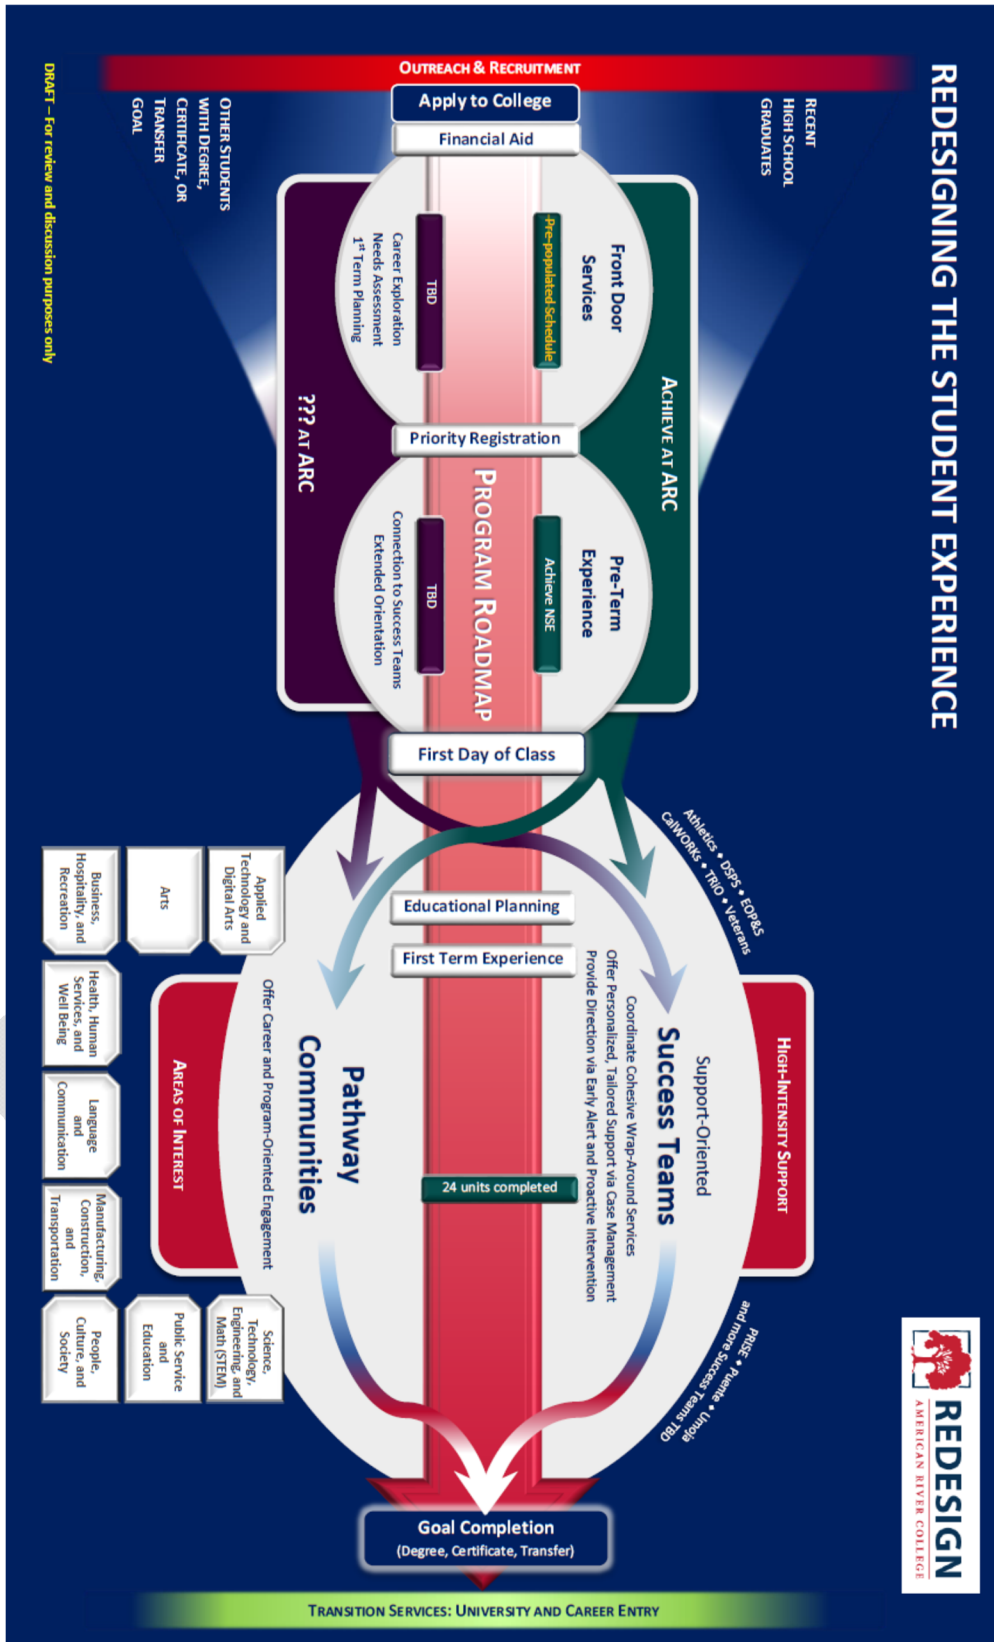 REDESIGNING THE STUDENT EXPERIENCE
REDESIGN
AMERICAN RIVER COLLEGE
OUTREACH & RECRUITMENT
Apply to College
Financial Aid
RECENT
HIGH SCHOOL
GRADUATES
OTHER STUDENTS
WITH DEGREE,
CERTIFICATE, OR
TRANSFER
GOAL
ACHIEVE AT ARC
Front Door
Services
Pre-populated Schedule
TBD
Career Exploration
Needs Assessment
1st Term Planning
??? AT ARC
Priority Registration
PROGRAM ROADMAP
Pre-Term
Experience
Achieve NSE
TBD
Connection to Success Teams
Extended Orientation
First Day of Class
Athletics ♦ DSPS ♦ EOP&S
CalWORKs ♦ TRiO ♦ Veterans
HIGH-INTENSITY SUPPORT
PRISE ♦ Puente ♦ Umoja
and more Success Teams TBD
Educational Planning
First Term Experience
Support-Oriented
Success Teams
Coordinate Cohesive Wrap-Around Services
Offer Personalized, Tailored Support via Case Management
Provide Direction via Early Alert and Proactive Intervention
24 units completed
Pathway
Communities
Offer Career and Program-Oriented Engagement
AREAS OF INTEREST
Applied
Technology and
Digital Arts
Arts
Business,
Hospitality, and
Recreation
Health, Human
Services, and
Well Being
Language
and
Communication
Manufacturing,
Construction,
and
Transportation
People,
Culture, and
Society
Public Service
and
Education
Science,
Technology,
Engineering, and
Math (STEM)
Goal Completion
(Degree, Certificate, Transfer)
TRANSITION SERVICES: UNIVERSITY AND CAREER ENTRY
DRAFT – For review and discussion purposes only